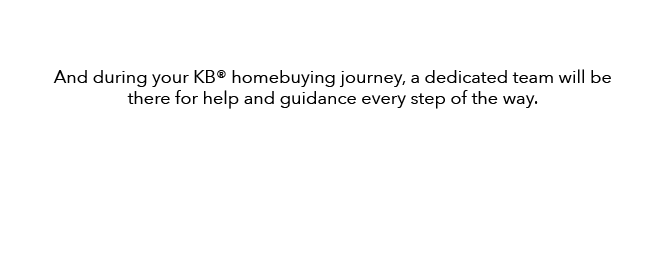 And during your KB® homebuying journey, a dedicated team will be
there for help and guidance every step of the way.